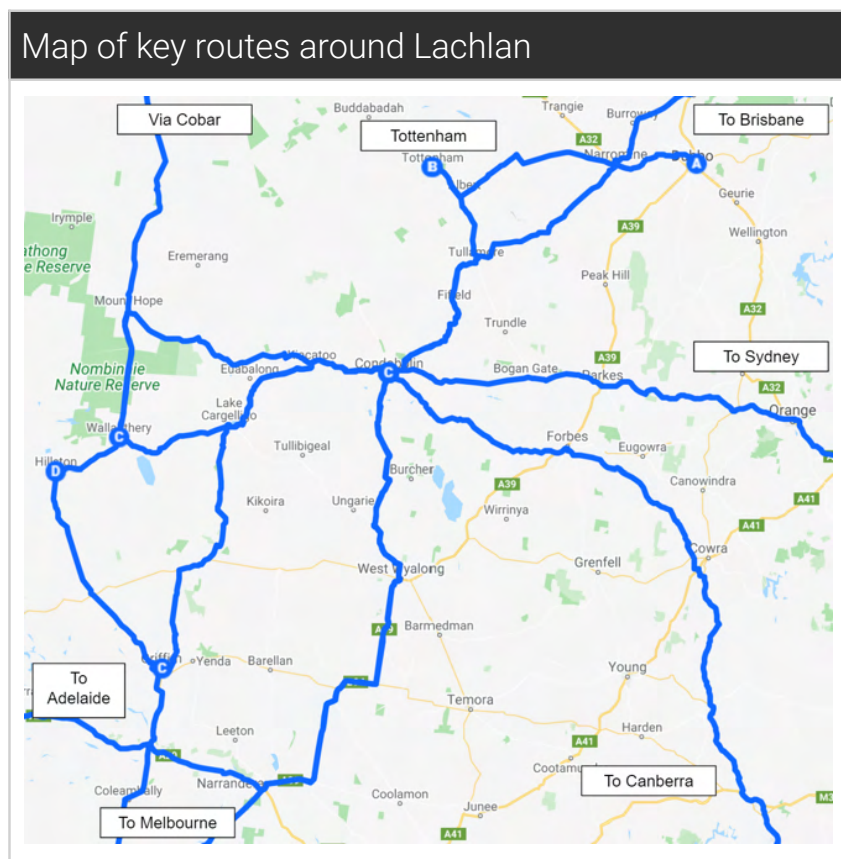 Map of key routes around Lachlan
Via Cobar
Buddabadah
Tottenham
Trangie
To Brisbane
A32
Tottenham
B
Narromine
A
Geurie
Irymple
A39
Wellington
Eremerang
Tullamore
Peak Hill
e Reserve
Mount Hope
Fifield
Trundle
A32
A39
To Sydney
Nombinnie
Nature Reserve
Euabalong
C
Bogan Gate
Parkes
A32
Lake
Cargelligo
Orange
C
Tullibigeal
Forbes
Eugowra
Hillston
D
Burcher
Canowindra
A39
A41
Kikoira
Ungarie
Wirrinya
A41
Cowra
West Wyalong
Grenfell
Barmedman
Griffith
C
Yenda
Barellan
Young
To
Adelaide
Temora
Leeton
Harden
A41
To Canberra
Coleambally
Narrandera
Coolamon
Junee
To Melbourne
A41